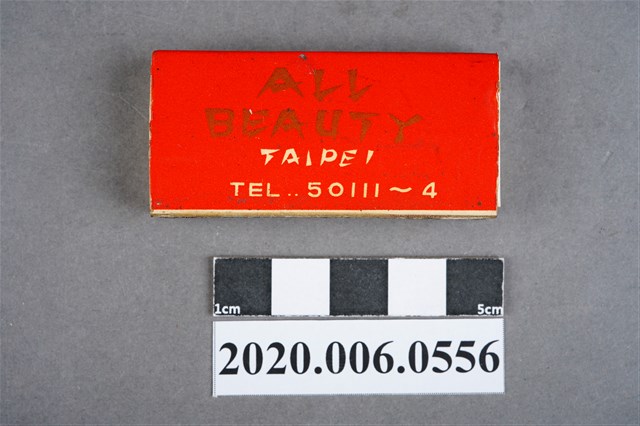 ALL
BEAUTY
TAIPEI
TEL.. 50111~4
1cm 5cm
2020.006.0556